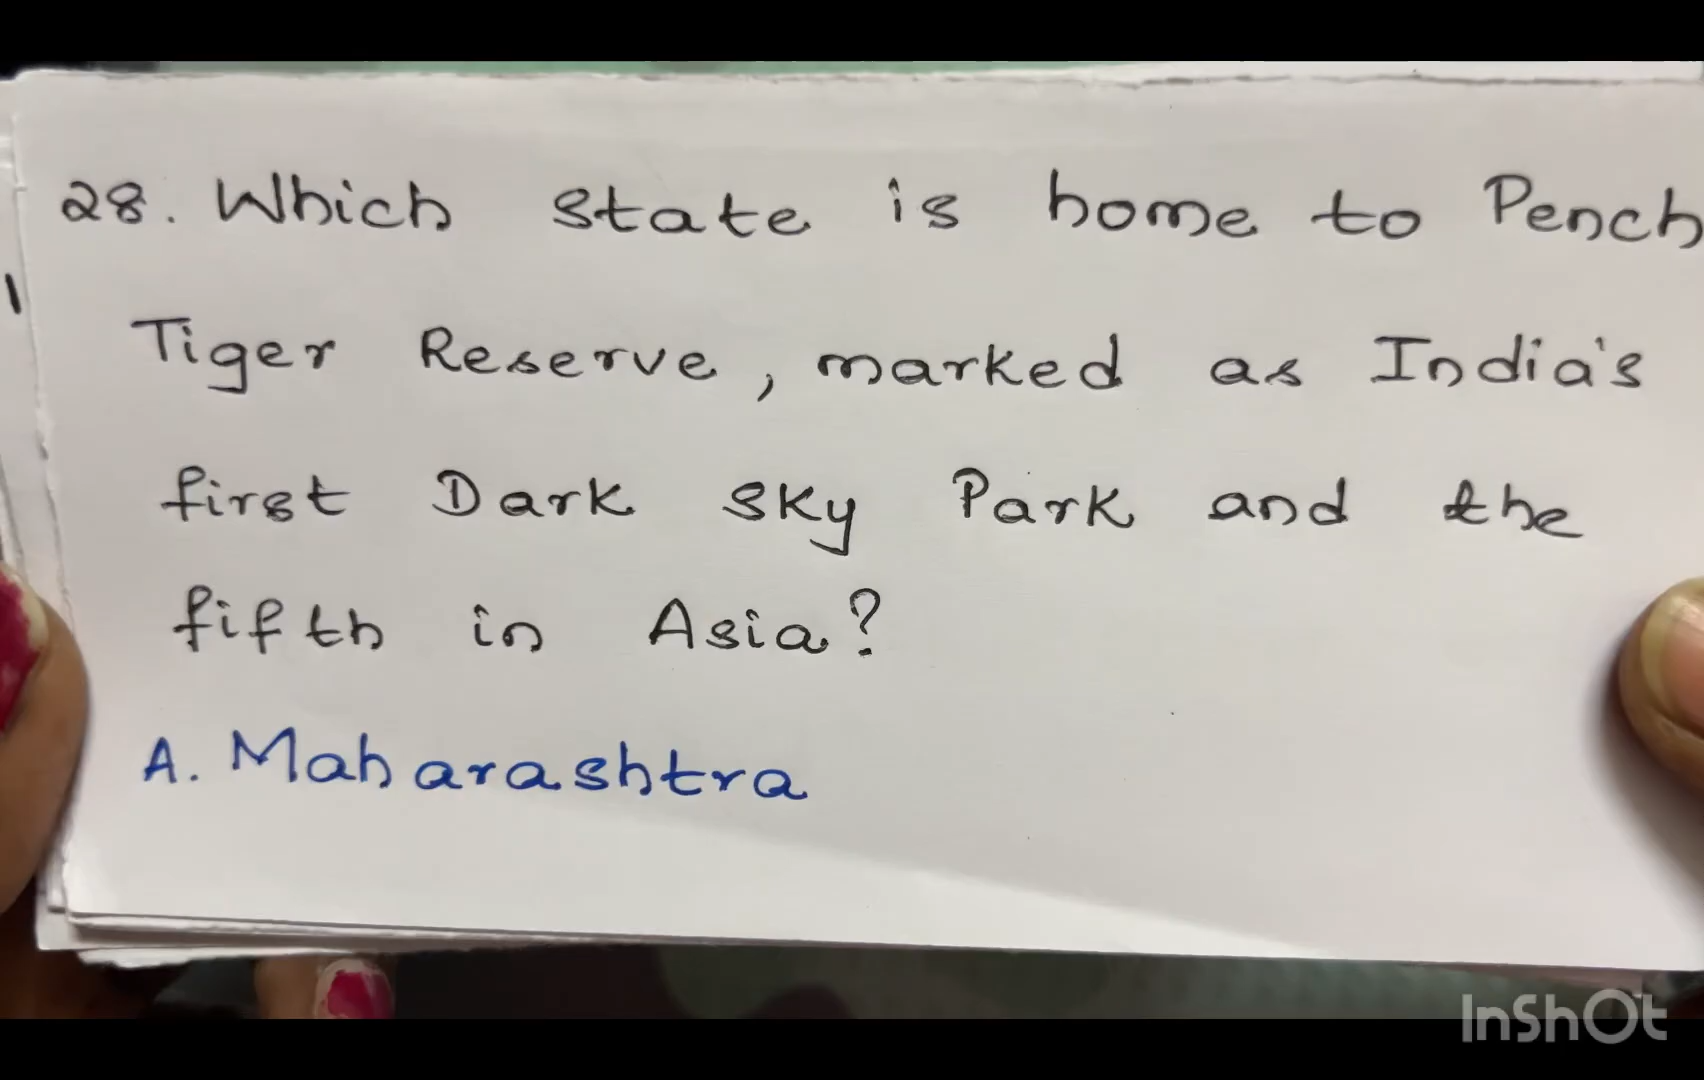 28. Which state is home to Pench
Tiger Reserve, marked as India's
first Dark Sky Park and the
fifth in Asia?
A. Maharashtra
InShOt